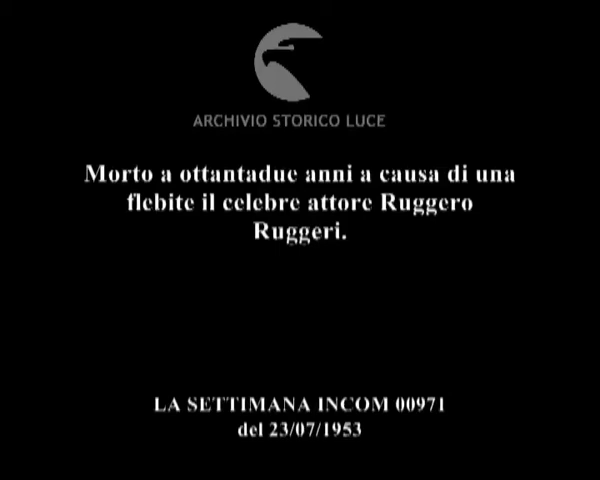 ARCHIVIO STORICO LUCE
Morto a ottantadue anni a causa di una
flebite il celebre attore Ruggero
Ruggeri.
LA SETTIMANA INCOM 00971
del 23/07/1953